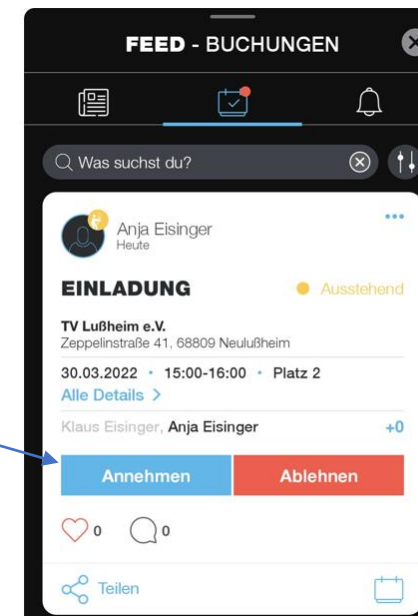 FEED - BUCHUNGEN
Was suchst du?
Anja Eisinger
Heute
EINLADUNG
Ausstehend
TV Lußheim e.V.
Zeppelinstraße 41, 68809 Neulußheim
30.03.2022 • 15:00-16:00 • Platz 2
Alle Details >
Klaus Eisinger, Anja Eisinger +0
Annehmen Ablehnen
0 0
Teilen